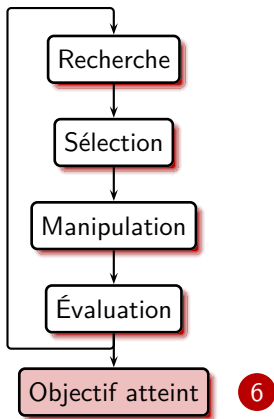 Recherche
Sélection
Manipulation
Évaluation
Objectif atteint 6